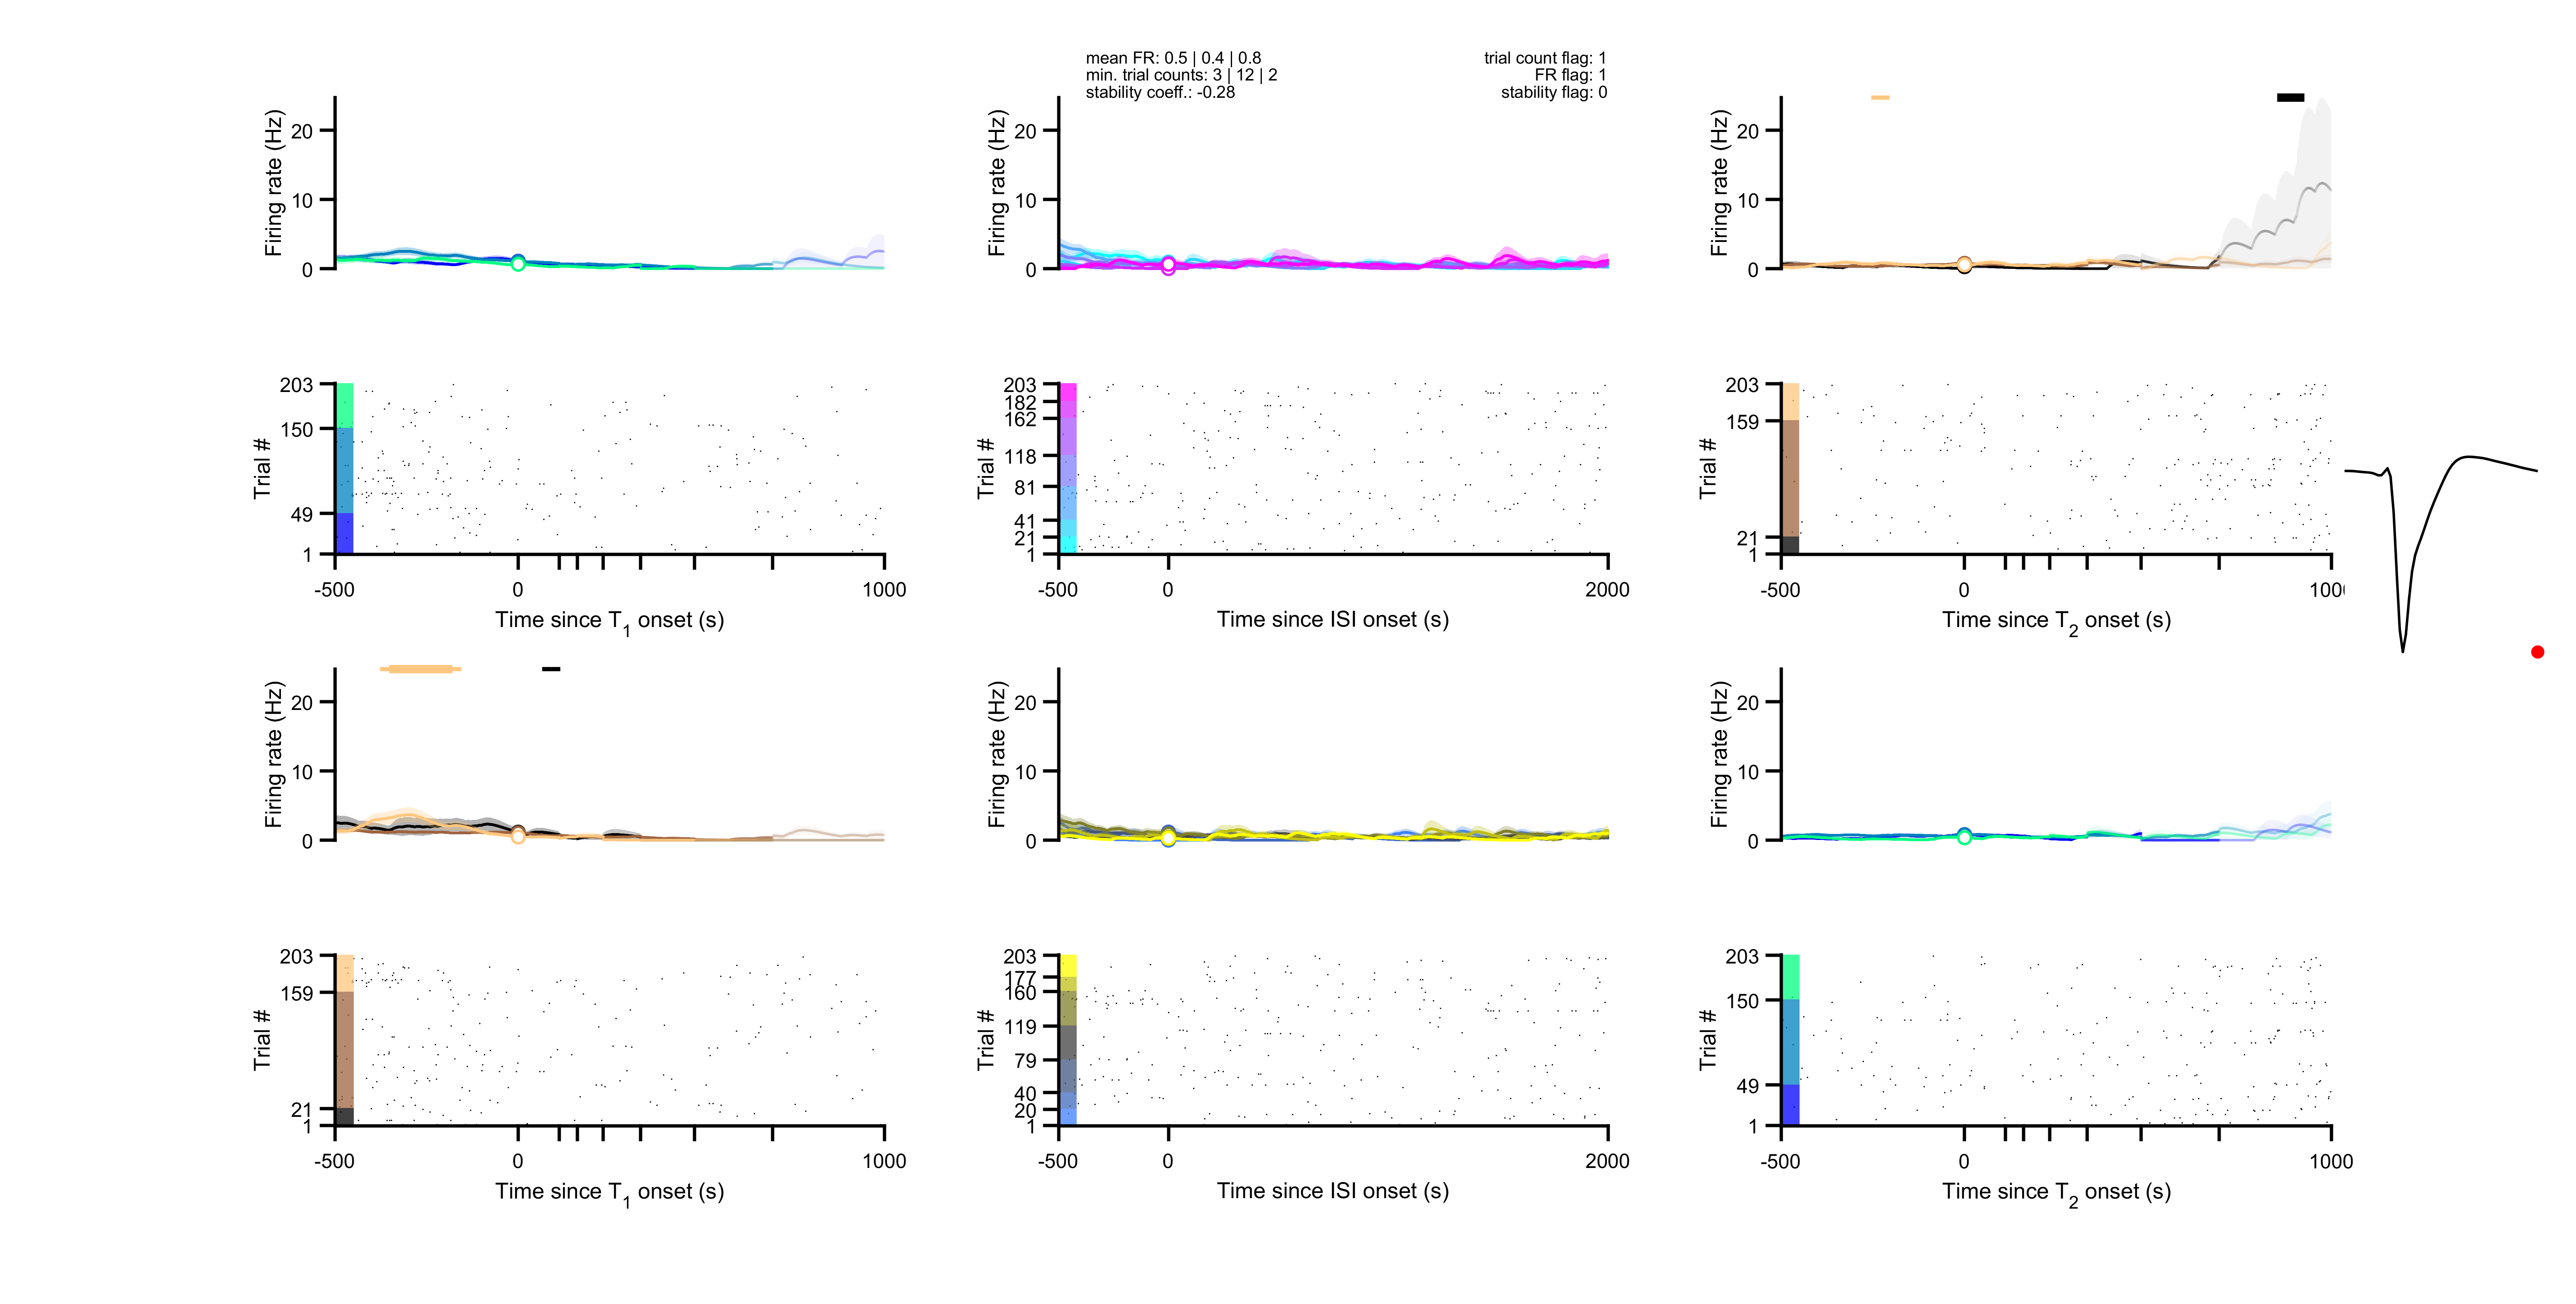 mean FR: 0.5 | 0.4 | 0.8
min. trial counts: 3 | 12 | 2
stability coeff.: -0.28
trial count flag: 1
FR flag: 1
stability flag: 0
Firing rate (Hz)
20
10
0
Firing rate (Hz)
20
10
0
Firing rate (Hz)
20
10
0
Trial #
203
150
49
1
-500
0
1000
Time since T1 onset (s)
Trial #
203
182
162
118
81
41
21
1
-500
0
2000
Time since ISI onset (s)
Trial #
203
159
21
1
-500
0
1000
Time since T2 onset (s)
Firing rate (Hz)
20
10
0
Firing rate (Hz)
20
10
0
Firing rate (Hz)
20
10
0
Trial #
203
159
21
1
-500
0
1000
Time since T1 onset (s)
Trial #
203
177
160
119
79
40
20
1
-500
0
2000
Time since ISI onset (s)
Trial #
203
150
49
1
-500
0
1000
Time since T2 onset (s)